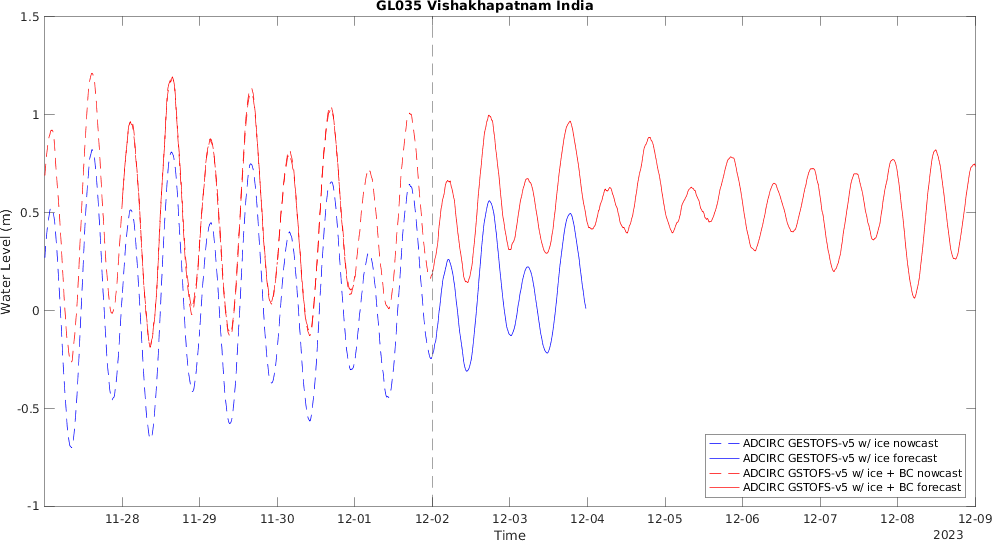 GL035 Vishakhapatnam India
1.5
1
0.5
0
-0.5
-1
Water Level (m)
11-28 11-29 11-30 12-01 12-02 12-03 12-04 12-05 12-06 12-07 12-08 12-09
Time
2023
ADCIRC GESTOFS-v5 w/ ice nowcast
ADCIRC GESTOFS-v5 w/ ice forecast
ADCIRC GSTOFS-v5 w/ ice + BC nowcast
ADCIRC GSTOFS-v5 w/ ice + BC forecast